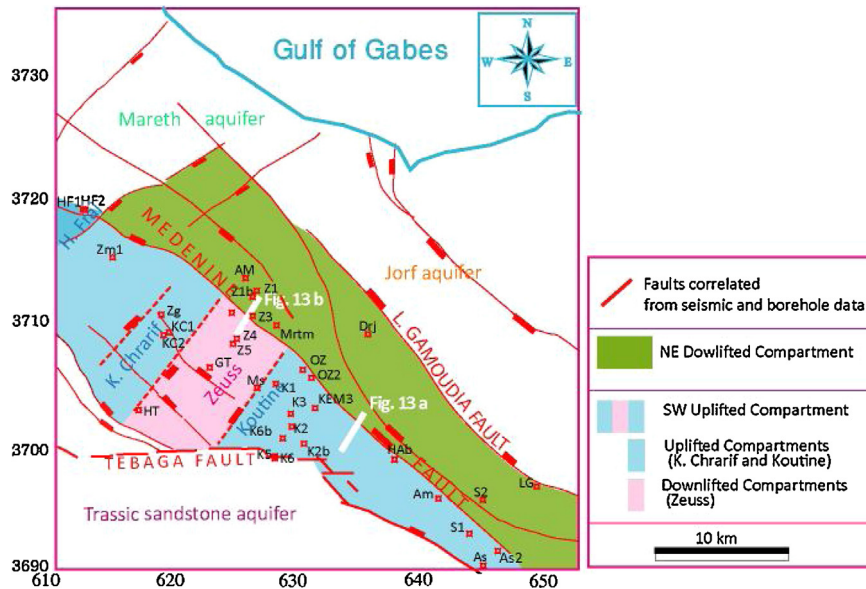 Gulf of Gabes
N
W E
S
3730
3720
3710
3700
3690
610
620
630
640
650
Mareth aquifer
Jorf aquifer
Trassic sandstone aquifer
MEDENINE FAULT
L. GAMOUDIA FAULT
TEBAGA FAULT
K. Chrarif
Zeuss
Koutine
Fig. 13 b
Fig. 13 a
HF1
HF2
Zm1
AM
Z1
Z1b
Z3
Mrtm
Zg
KC1
KC2
Z4
Z5
GT
HT
Ms
OZ
OZ2
K1
K3
KEM3
K2
K6b
K2b
K5
K6
HAb
Drj
Am
S2
LG
S1
As
As2
Faults correlated
from seismic and borehole data
NE Dowlifted Compartment
SW Uplifted Compartment
Uplifted Compartments
(K. Chrarif and Koutine)
Downlifted Compartments
(Zeuss)
10 km